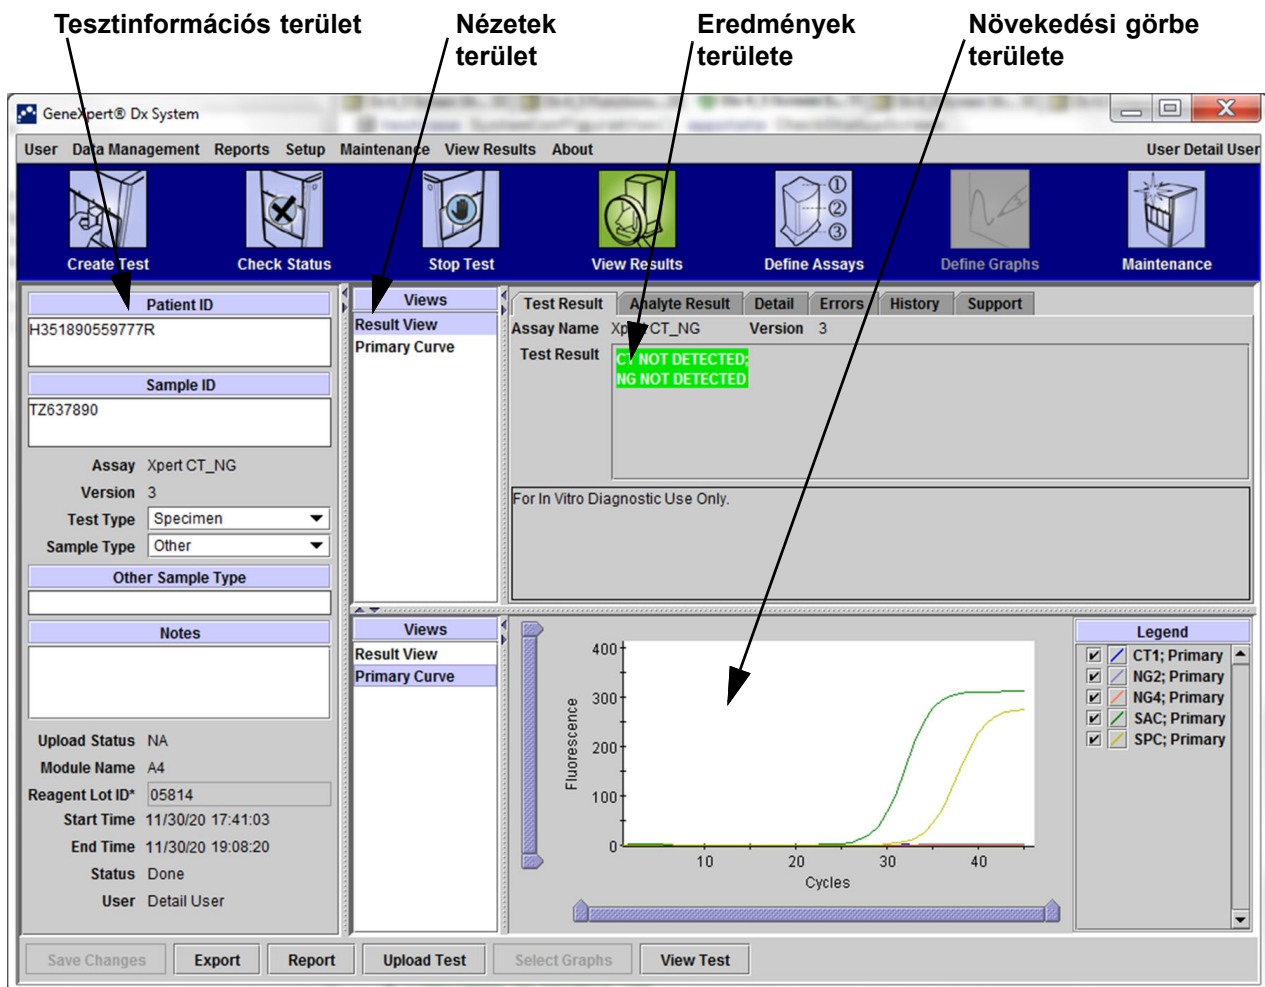 Tesztinformációs terület
Nézetek
terület
Eredmények
területe
Növekedési görbe
területe
GeneXpert® Dx System
User Data Management Reports Setup Maintenance View Results About User Detail User
Create Test Check Status Stop Test View Results Define Assays Define Graphs Maintenance
Patient ID
H351890559777R
Sample ID
TZ637890
Assay Xpert CT_NG
Version 3
Test Type Specimen
Sample Type Other
Other Sample Type
Notes
Upload Status NA
Module Name A4
Reagent Lot ID* 05814
Start Time 11/30/20 17:41:03
End Time 11/30/20 19:08:20
Status Done
User Detail User
Views
Result View
Primary Curve
Test Result Analyte Result Detail Errors History Support
Assay Name Xpert CT_NG Version 3
Test Result CT NOT DETECTED;
NG NOT DETECTED
For In Vitro Diagnostic Use Only.
Views
Result View
Primary Curve
Fluorescence
400
300
200
100
0
10 20 30 40
Cycles
Legend
CT1; Primary
NG2; Primary
NG4; Primary
SAC; Primary
SPC; Primary
Save Changes Export Report Upload Test Select Graphs View Test